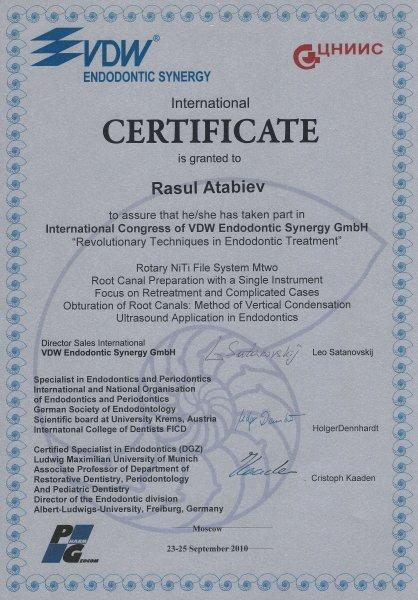 VDW®
ЦНИИС
ENDODONTIC SYNERGY
International
CERTIFICATE
is granted to
Rasul Atabiev
to assure that he/she has taken part in
International Congress of VDW Endodontic Synergy GmbH
"Revolutionary Techniques in Endodontic Treatment"
Rotary NiTi File System Mtwo
Root Canal Preparation with a Single Instrument
Focus on Retreatment and Complicated Cases
Obturation of Root Canals: Method of Vertical Condensation
Ultrasound Application in Endodontics
Director Sales International
VDW Endodontic Synergy GmbH
Leo Satanovskij
Specialist in Endodontics and Periodontics
International and National Organisation
of Endodontics and Periodontics
German Society of Endodontology
Scientific board at University Krems, Austria
International College of Dentists FICD
HolgerDennhardt
Certified Specialist in Endodontics (DGZ)
Ludwig Maximilian University of Munich
Associate Professor of Department of
Restorative Dentistry, Periodontology
And Pediatric Dentistry
Director of the Endodontic division
Albert-Ludwigs-University, Freiburg, Germany
Cristoph Kaaden
Moscow
23-25 September 2010
PHARM
GEOCOM